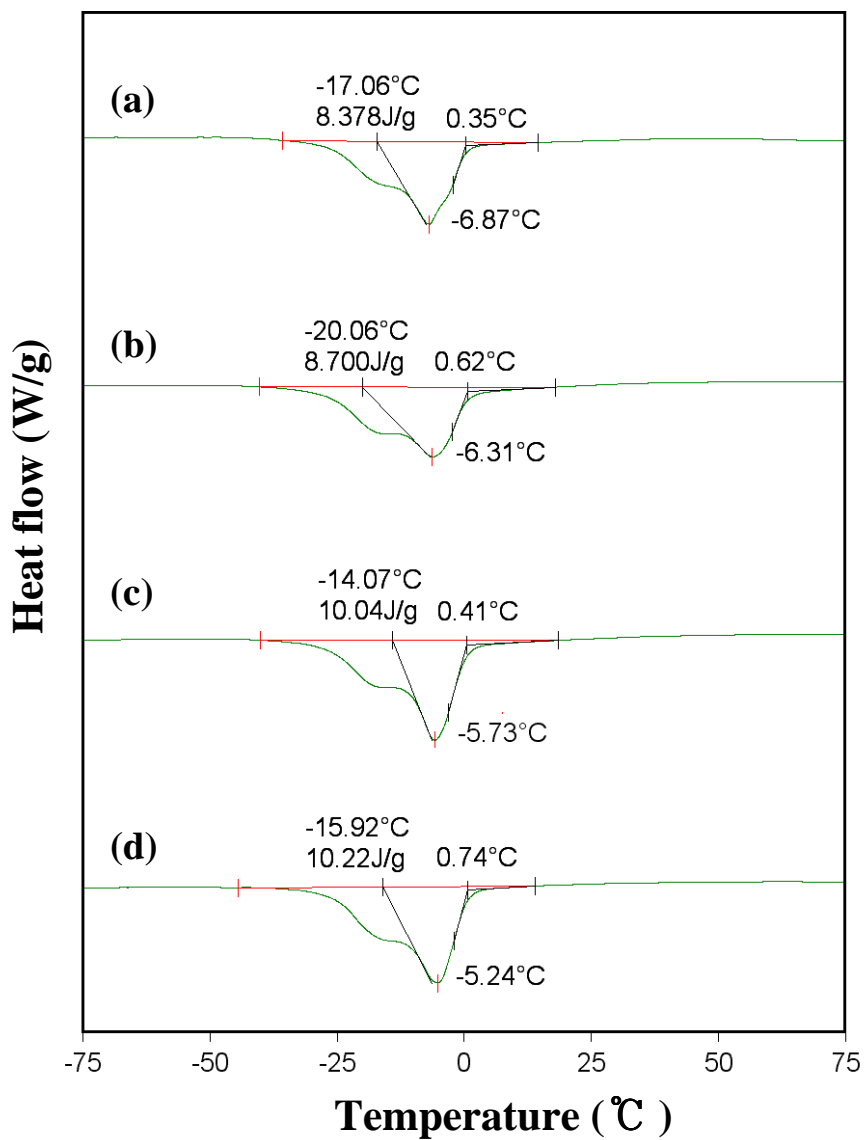 (a)
-17.06°C
8.378J/g
0.35°C
-6.87°C
(b)
-20.06°C
8.700J/g
0.62°C
-6.31°C
(c)
-14.07°C
10.04J/g
0.41°C
-5.73°C
(d)
-15.92°C
10.22J/g
0.74°C
-5.24°C
Heat flow (W/g)
-75
-50
-25
0
25
50
75
Temperature (℃)